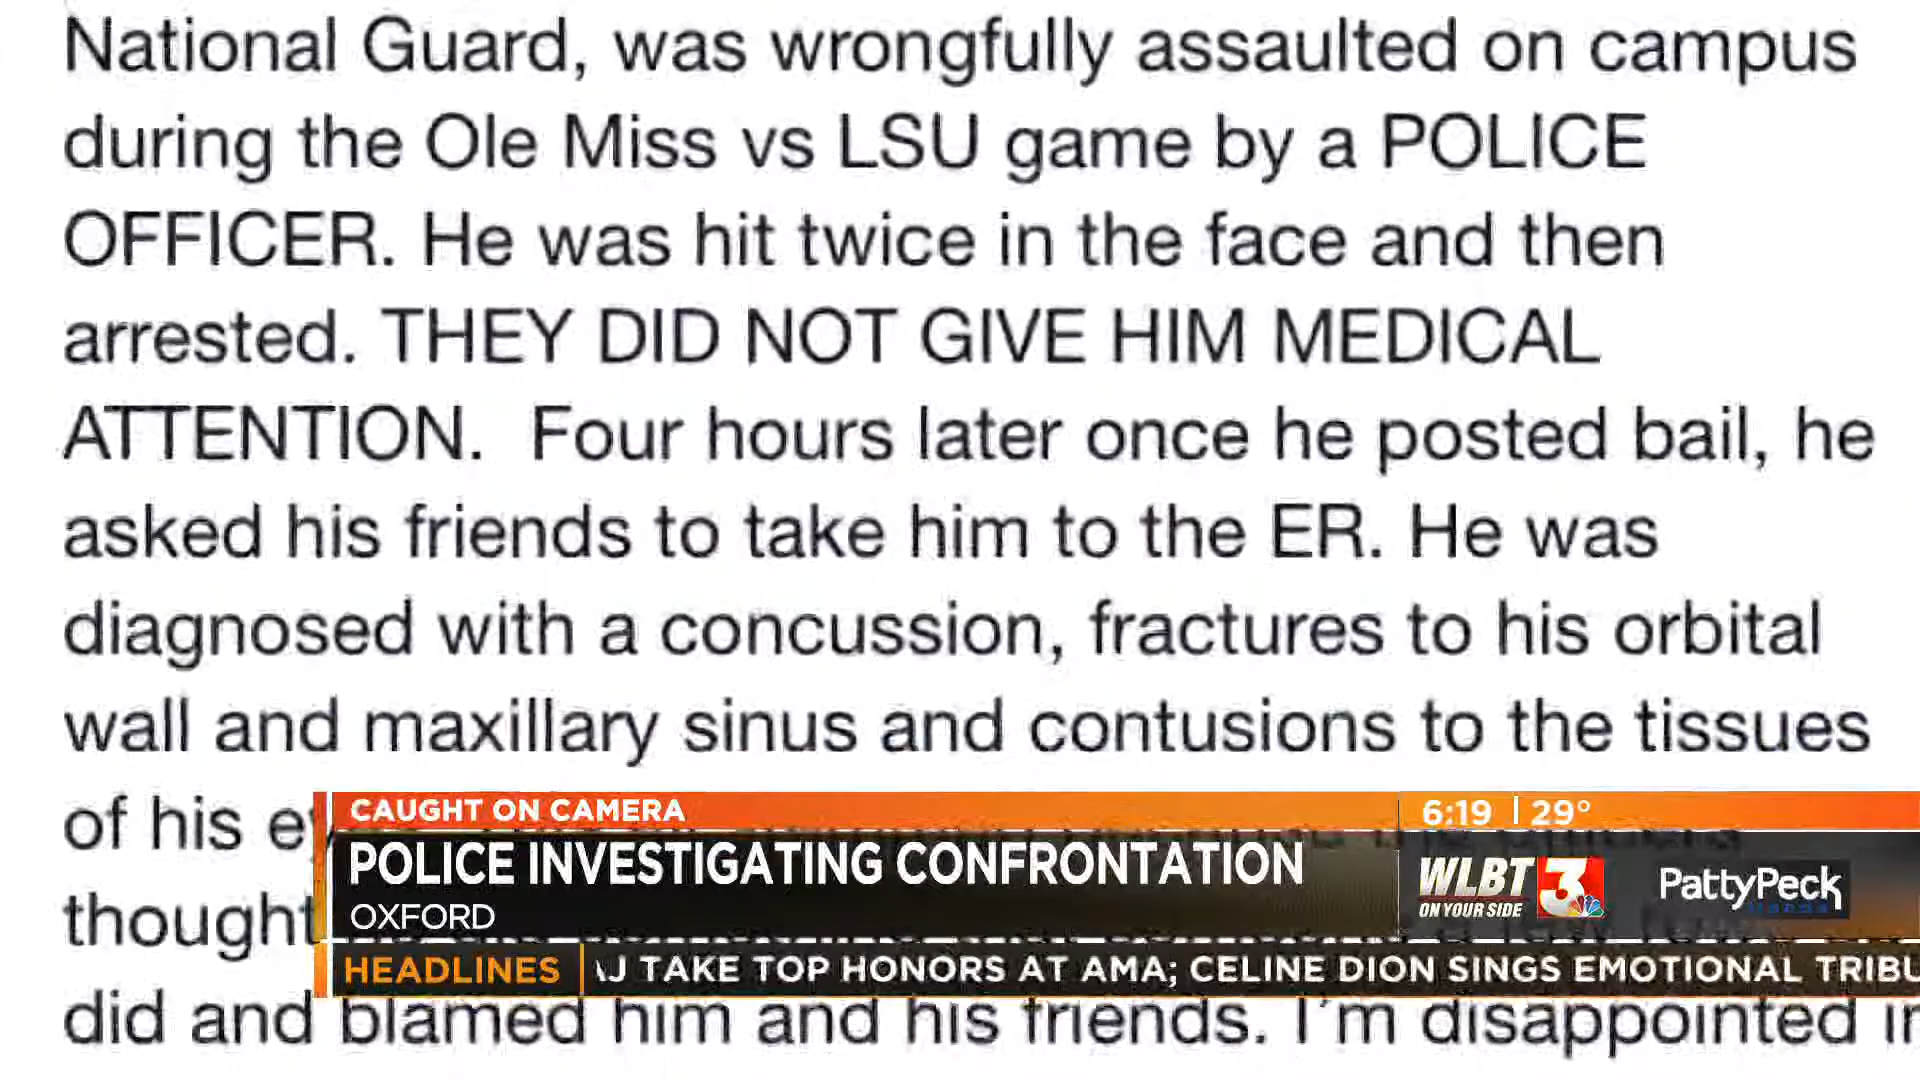 National Guard, was wrongfully assaulted on campus
during the Ole Miss vs LSU game by a POLICE
OFFICER. He was hit twice in the face and then
arrested. THEY DID NOT GIVE HIM MEDICAL
ATTENTION.  Four hours later once he posted bail, he
asked his friends to take him to the ER. He was
diagnosed with a concussion, fractures to his orbital
wall and maxillary sinus and contusions to the tissues
of his
thought
did and blamed him and his friends. I'm disappointed
CAUGHT ON CAMERA
6:19 | 29°
POLICE INVESTIGATING CONFRONTATION
OXFORD
WLBT 3
ON YOUR SIDE
PattyPeck
HONDA
HEADLINES
TAKE TOP HONORS AT AMA; CELINE DION SINGS EMOTIONAL